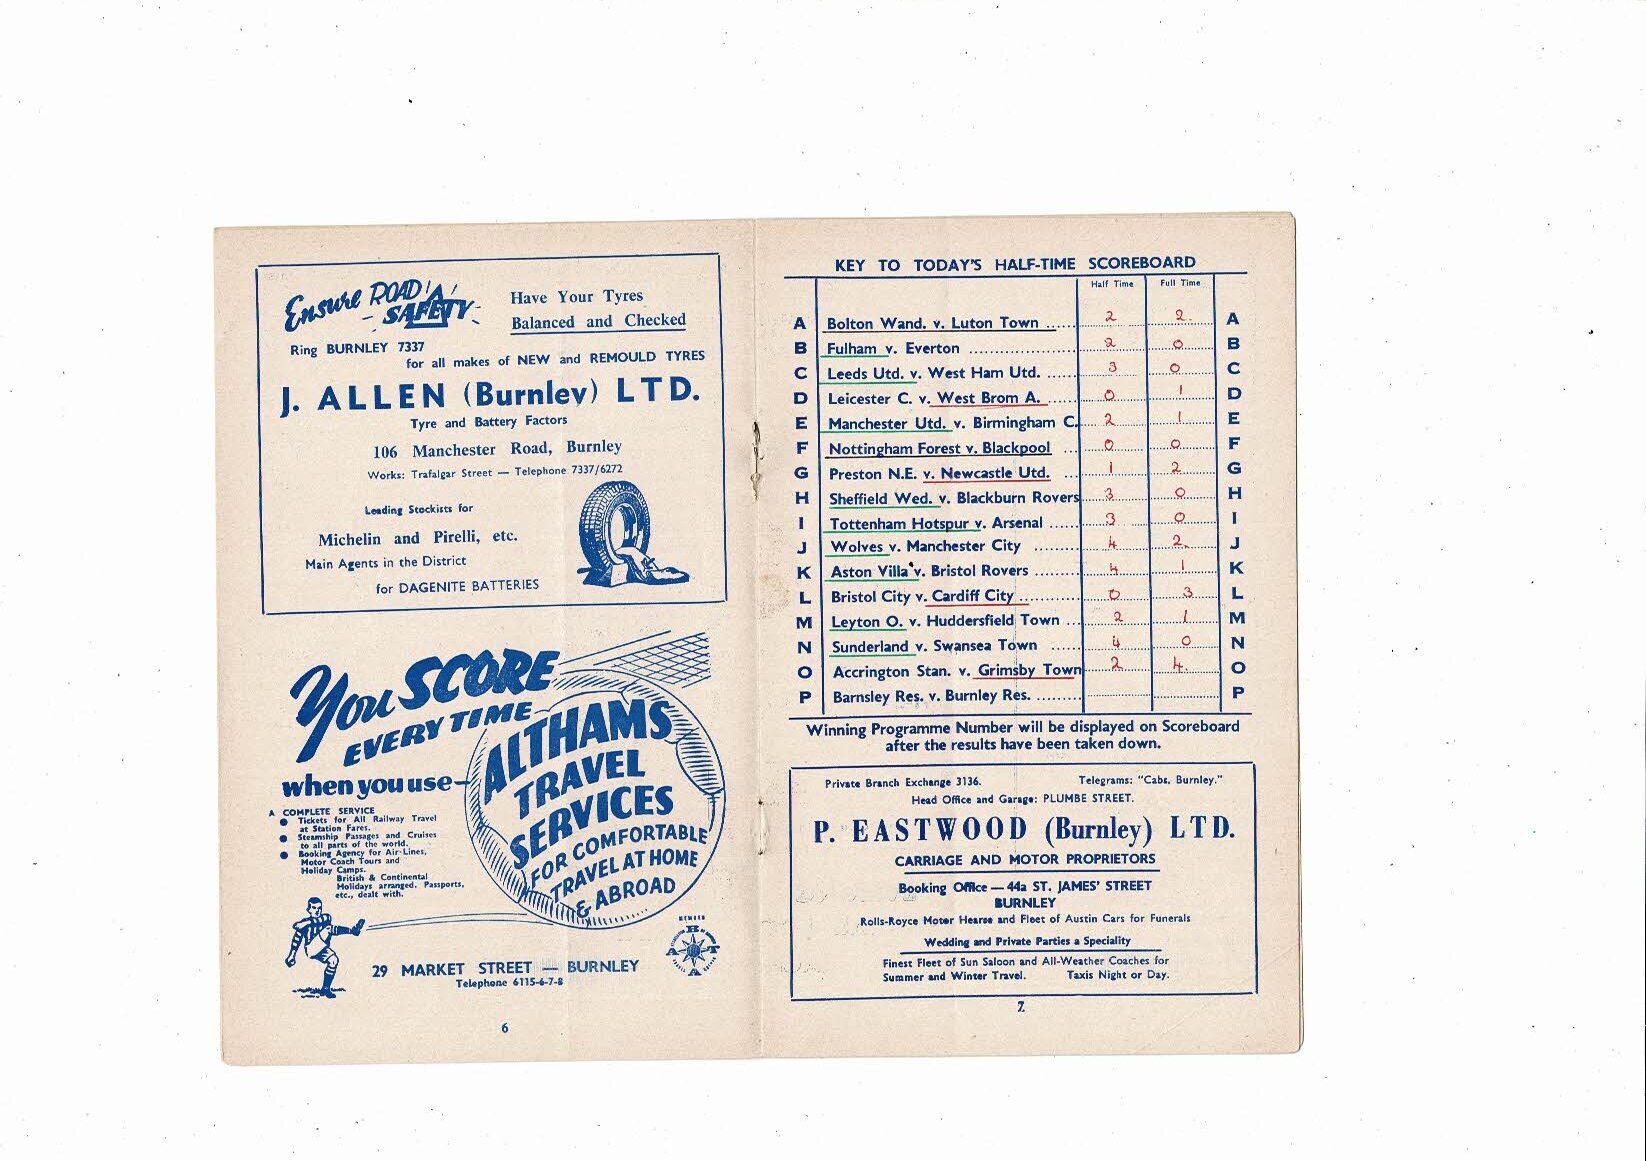 Ensure ROAD
- SAFETY -
Have Your Tyres
Balanced and Checked
Ring BURNLEY 7337
for all makes of NEW and REMOULD TYRES
J. ALLEN (Burnley) LTD.
Tyre and Battery Factors
106 Manchester Road, Burnley
Works: Trafalgar Street — Telephone 7337/6272
Leading Stockists for
Michelin and Pirelli, etc.
Main Agents in the District
for DAGENITE BATTERIES
You SCORE
EVERY TIME
when you use
ALTHAMS
TRAVEL
SERVICES
FOR COMFORTABLE
TRAVEL AT HOME
& ABROAD
A COMPLETE SERVICE
● Tickets for All Railway Travel
at Station Fares.
● Steamship Passages and Cruises
to all parts of the world.
● Booking Agency for Air-Lines,
Motor Coach Tours and
Holiday Camps.
British & Continental
Holidays arranged. Passports,
etc., dealt with.
MEMBER
A B T A
29 MARKET STREET — BURNLEY
Telephone 6115-6-7-8
6
KEY TO TODAY'S HALF-TIME SCOREBOARD
Half Time Full Time
A Bolton Wand. v. Luton Town ..... 2 2 A
B Fulham v. Everton ..................... 2 0 B
C Leeds Utd. v. West Ham Utd. ...... 3 0 C
D Leicester C. v. West Brom A. ...... 0 1 D
E Manchester Utd. v. Birmingham C. 2 1 E
F Nottingham Forest v. Blackpool ... 0 0 F
G Preston N.E. v. Newcastle Utd. ... 1 2 G
H Sheffield Wed. v. Blackburn Rovers 3 0 H
I Tottenham Hotspur v. Arsenal ...... 3 0 I
J Wolves v. Manchester City ......... 4 2 J
K Aston Villa v. Bristol Rovers ......... 4 1 K
L Bristol City v. Cardiff City ............ 0 3 L
M Leyton O. v. Huddersfield Town ... 2 1 M
N Sunderland v. Swansea Town ...... 4 0 N
O Accrington Stan. v. Grimsby Town 2 4 O
P Barnsley Res. v. Burnley Res. ......... P
Winning Programme Number will be displayed on Scoreboard
after the results have been taken down.
Private Branch Exchange 3136. Telegrams: "Cabs, Burnley."
Head Office and Garage: PLUMBE STREET.
P. EASTWOOD (Burnley) LTD.
CARRIAGE AND MOTOR PROPRIETORS
Booking Office — 44a ST. JAMES' STREET
BURNLEY
Rolls-Royce Motor Hearse and Fleet of Austin Cars for Funerals
Wedding and Private Parties a Speciality
Finest Fleet of Sun Saloon and All-Weather Coaches for
Summer and Winter Travel. Taxis Night or Day.
7